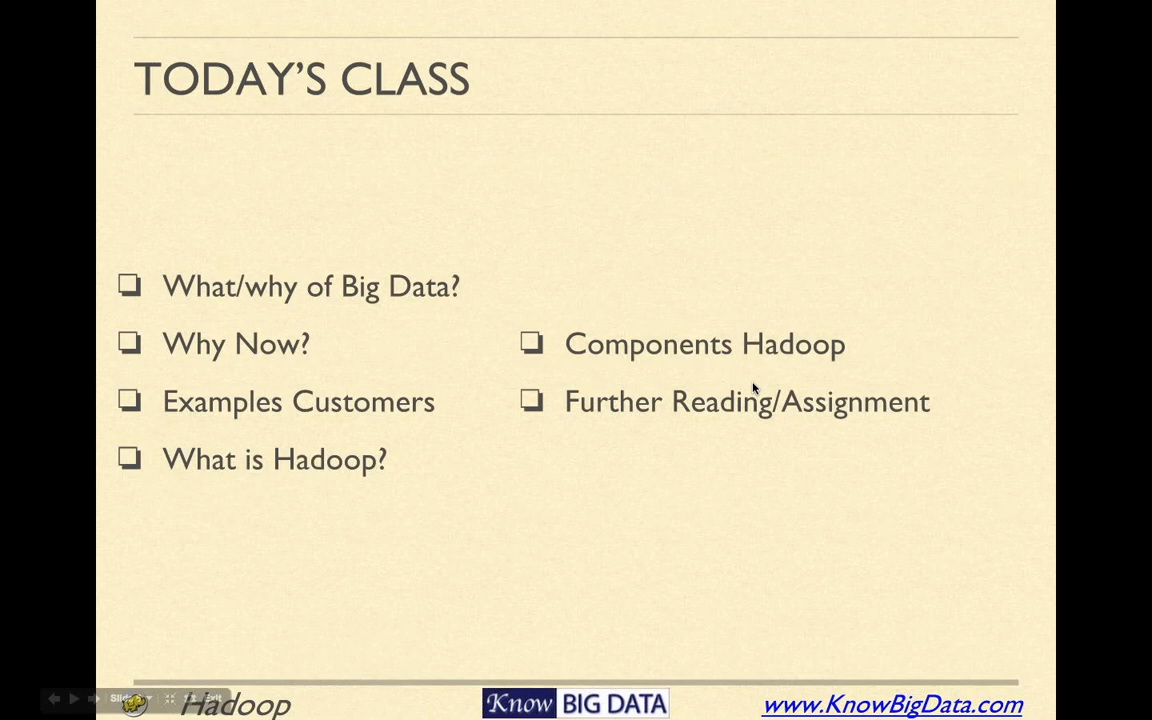 TODAY'S CLASS
What/why of Big Data?
Why Now?
Examples Customers
What is Hadoop?
Components Hadoop
Further Reading/Assignment
Hadoop
Know BIG DATA
www.KnowBigData.com